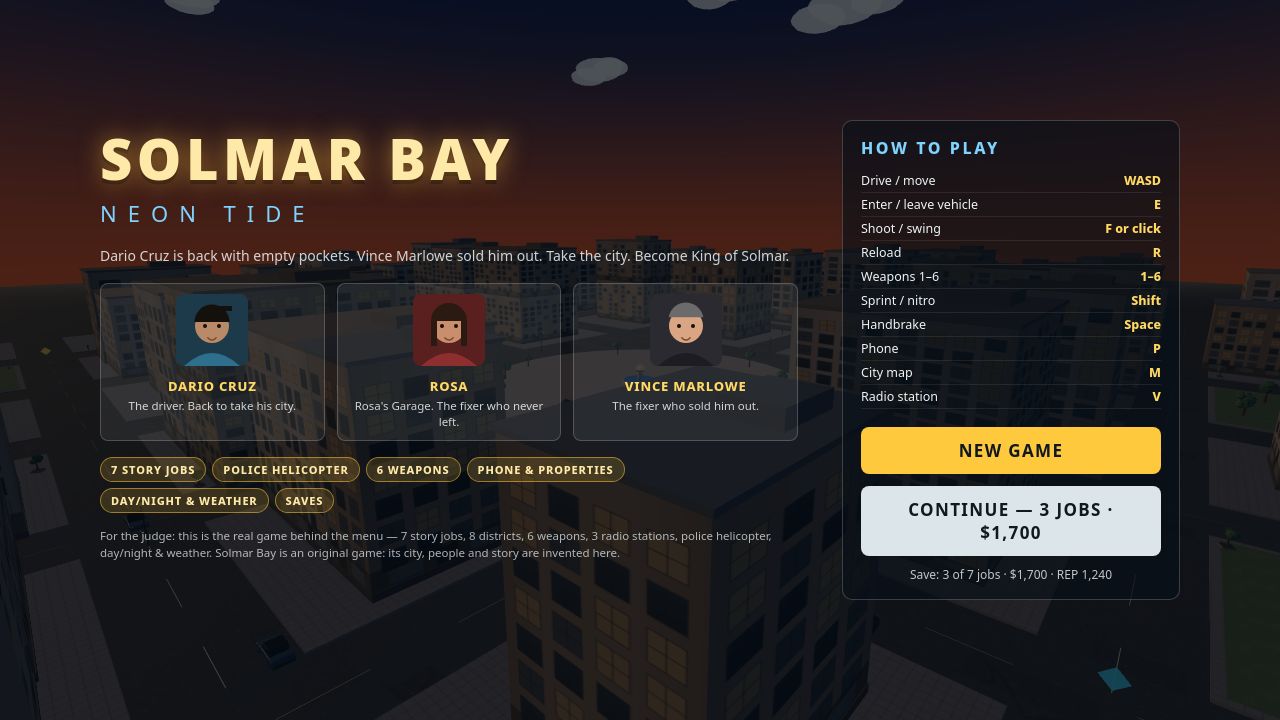 SOLMAR BAY
NEON TIDE
Dario Cruz is back with empty pockets. Vince Marlowe sold him out. Take the city. Become King of Solmar.
DARIO CRUZ
The driver. Back to take his city.
ROSA
Rosa's Garage. The fixer who never
left.
VINCE MARLOWE
The fixer who sold him out.
7 STORY JOBS
POLICE HELICOPTER
6 WEAPONS
PHONE & PROPERTIES
DAY/NIGHT & WEATHER
SAVES
For the judge: this is the real game behind the menu — 7 story jobs, 8 districts, 6 weapons, 3 radio stations, police helicopter,
day/night & weather. Solmar Bay is an original game: its city, people and story are invented here.
HOW TO PLAY
Drive / move WASD
Enter / leave vehicle E
Shoot / swing F or click
Reload R
Weapons 1–6 1–6
Sprint / nitro Shift
Handbrake Space
Phone P
City map M
Radio station V
NEW GAME
CONTINUE — 3 JOBS ·
$1,700
Save: 3 of 7 jobs · $1,700 · REP 1,240